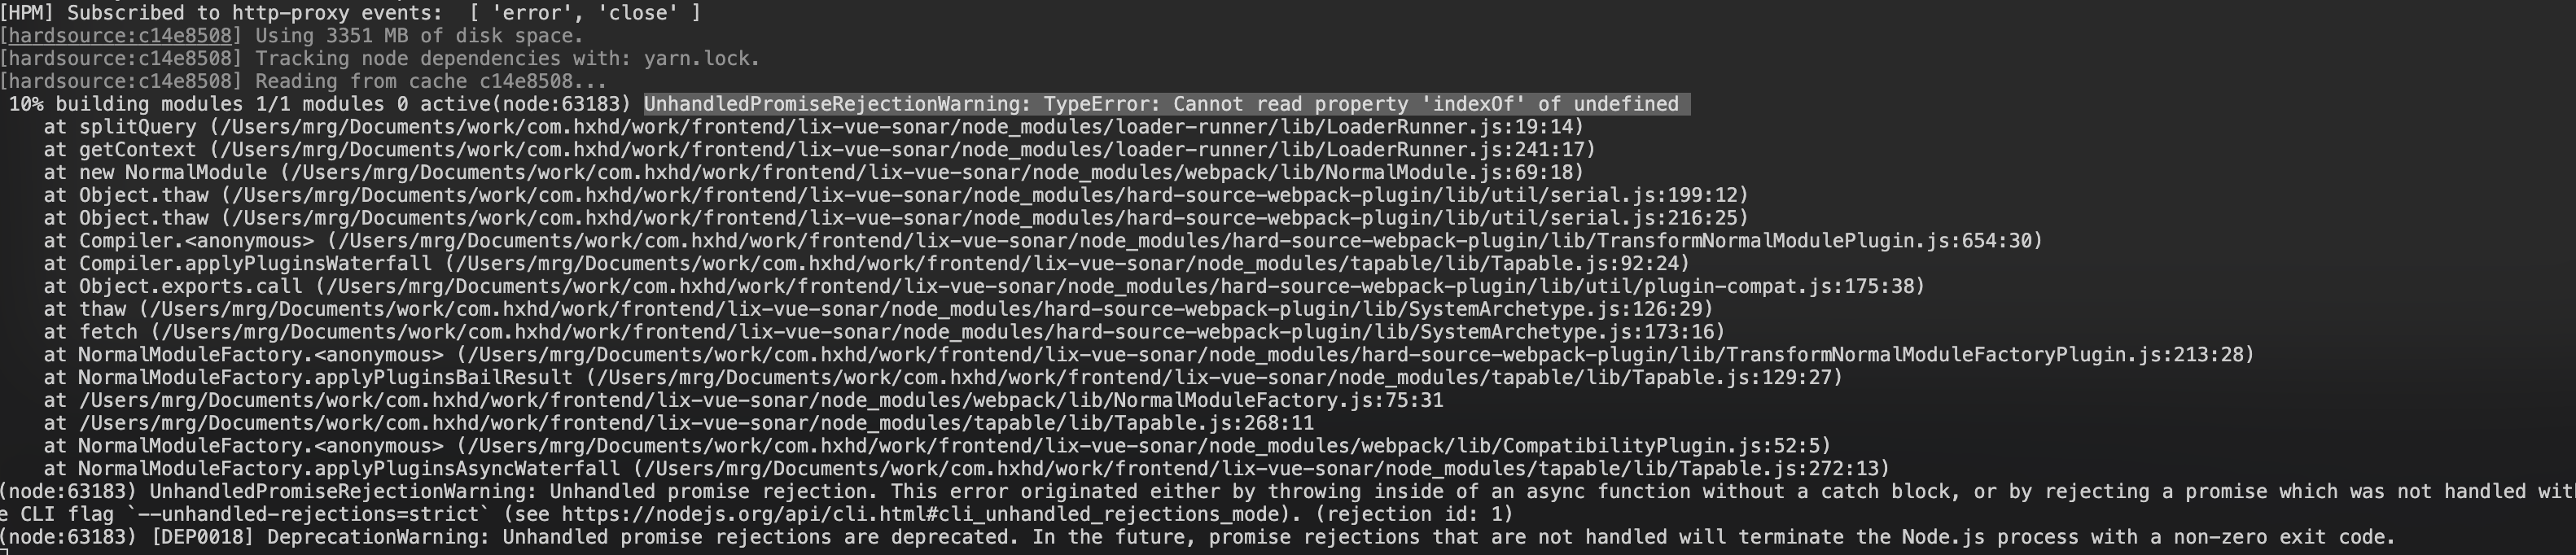 [HPM] Subscribed to http-proxy events:  [ 'error', 'close' ]
[hardsource:c14e8508] Using 3351 MB of disk space.
[hardsource:c14e8508] Tracking node dependencies with: yarn.lock.
[hardsource:c14e8508] Reading from cache c14e8508...
 10% building modules 1/1 modules 0 active(node:63183) UnhandledPromiseRejectionWarning: TypeError: Cannot read property 'indexOf' of undefined
    at splitQuery (/Users/mrg/Documents/work/com.hxhd/work/frontend/lix-vue-sonar/node_modules/loader-runner/lib/LoaderRunner.js:19:14)
    at getContext (/Users/mrg/Documents/work/com.hxhd/work/frontend/lix-vue-sonar/node_modules/loader-runner/lib/LoaderRunner.js:241:17)
    at new NormalModule (/Users/mrg/Documents/work/com.hxhd/work/frontend/lix-vue-sonar/node_modules/webpack/lib/NormalModule.js:69:18)
    at Object.thaw (/Users/mrg/Documents/work/com.hxhd/work/frontend/lix-vue-sonar/node_modules/hard-source-webpack-plugin/lib/util/serial.js:199:12)
    at Object.thaw (/Users/mrg/Documents/work/com.hxhd/work/frontend/lix-vue-sonar/node_modules/hard-source-webpack-plugin/lib/util/serial.js:216:25)
    at Compiler.<anonymous> (/Users/mrg/Documents/work/com.hxhd/work/frontend/lix-vue-sonar/node_modules/hard-source-webpack-plugin/lib/TransformNormalModulePlugin.js:654:30)
    at Compiler.applyPluginsWaterfall (/Users/mrg/Documents/work/com.hxhd/work/frontend/lix-vue-sonar/node_modules/tapable/lib/Tapable.js:92:24)
    at Object.exports.call (/Users/mrg/Documents/work/com.hxhd/work/frontend/lix-vue-sonar/node_modules/hard-source-webpack-plugin/lib/util/plugin-compat.js:175:38)
    at thaw (/Users/mrg/Documents/work/com.hxhd/work/frontend/lix-vue-sonar/node_modules/hard-source-webpack-plugin/lib/SystemArchetype.js:126:29)
    at fetch (/Users/mrg/Documents/work/com.hxhd/work/frontend/lix-vue-sonar/node_modules/hard-source-webpack-plugin/lib/SystemArchetype.js:173:16)
    at NormalModuleFactory.<anonymous> (/Users/mrg/Documents/work/com.hxhd/work/frontend/lix-vue-sonar/node_modules/hard-source-webpack-plugin/lib/TransformNormalModuleFactoryPlugin.js:213:28)
    at NormalModuleFactory.applyPluginsBailResult (/Users/mrg/Documents/work/com.hxhd/work/frontend/lix-vue-sonar/node_modules/tapable/lib/Tapable.js:129:27)
    at /Users/mrg/Documents/work/com.hxhd/work/frontend/lix-vue-sonar/node_modules/webpack/lib/NormalModuleFactory.js:75:31
    at /Users/mrg/Documents/work/com.hxhd/work/frontend/lix-vue-sonar/node_modules/tapable/lib/Tapable.js:268:11
    at NormalModuleFactory.<anonymous> (/Users/mrg/Documents/work/com.hxhd/work/frontend/lix-vue-sonar/node_modules/webpack/lib/CompatibilityPlugin.js:52:5)
    at NormalModuleFactory.applyPluginsAsyncWaterfall (/Users/mrg/Documents/work/com.hxhd/work/frontend/lix-vue-sonar/node_modules/tapable/lib/Tapable.js:272:13)
(node:63183) UnhandledPromiseRejectionWarning: Unhandled promise rejection. This error originated either by throwing inside of an async function without a catch block, or by rejecting a promise which was not handled wit
e CLI flag `--unhandled-rejections=strict` (see https://nodejs.org/api/cli.html#cli_unhandled_rejections_mode). (rejection id: 1)
(node:63183) [DEP0018] DeprecationWarning: Unhandled promise rejections are deprecated. In the future, promise rejections that are not handled will terminate the Node.js process with a non-zero exit code.